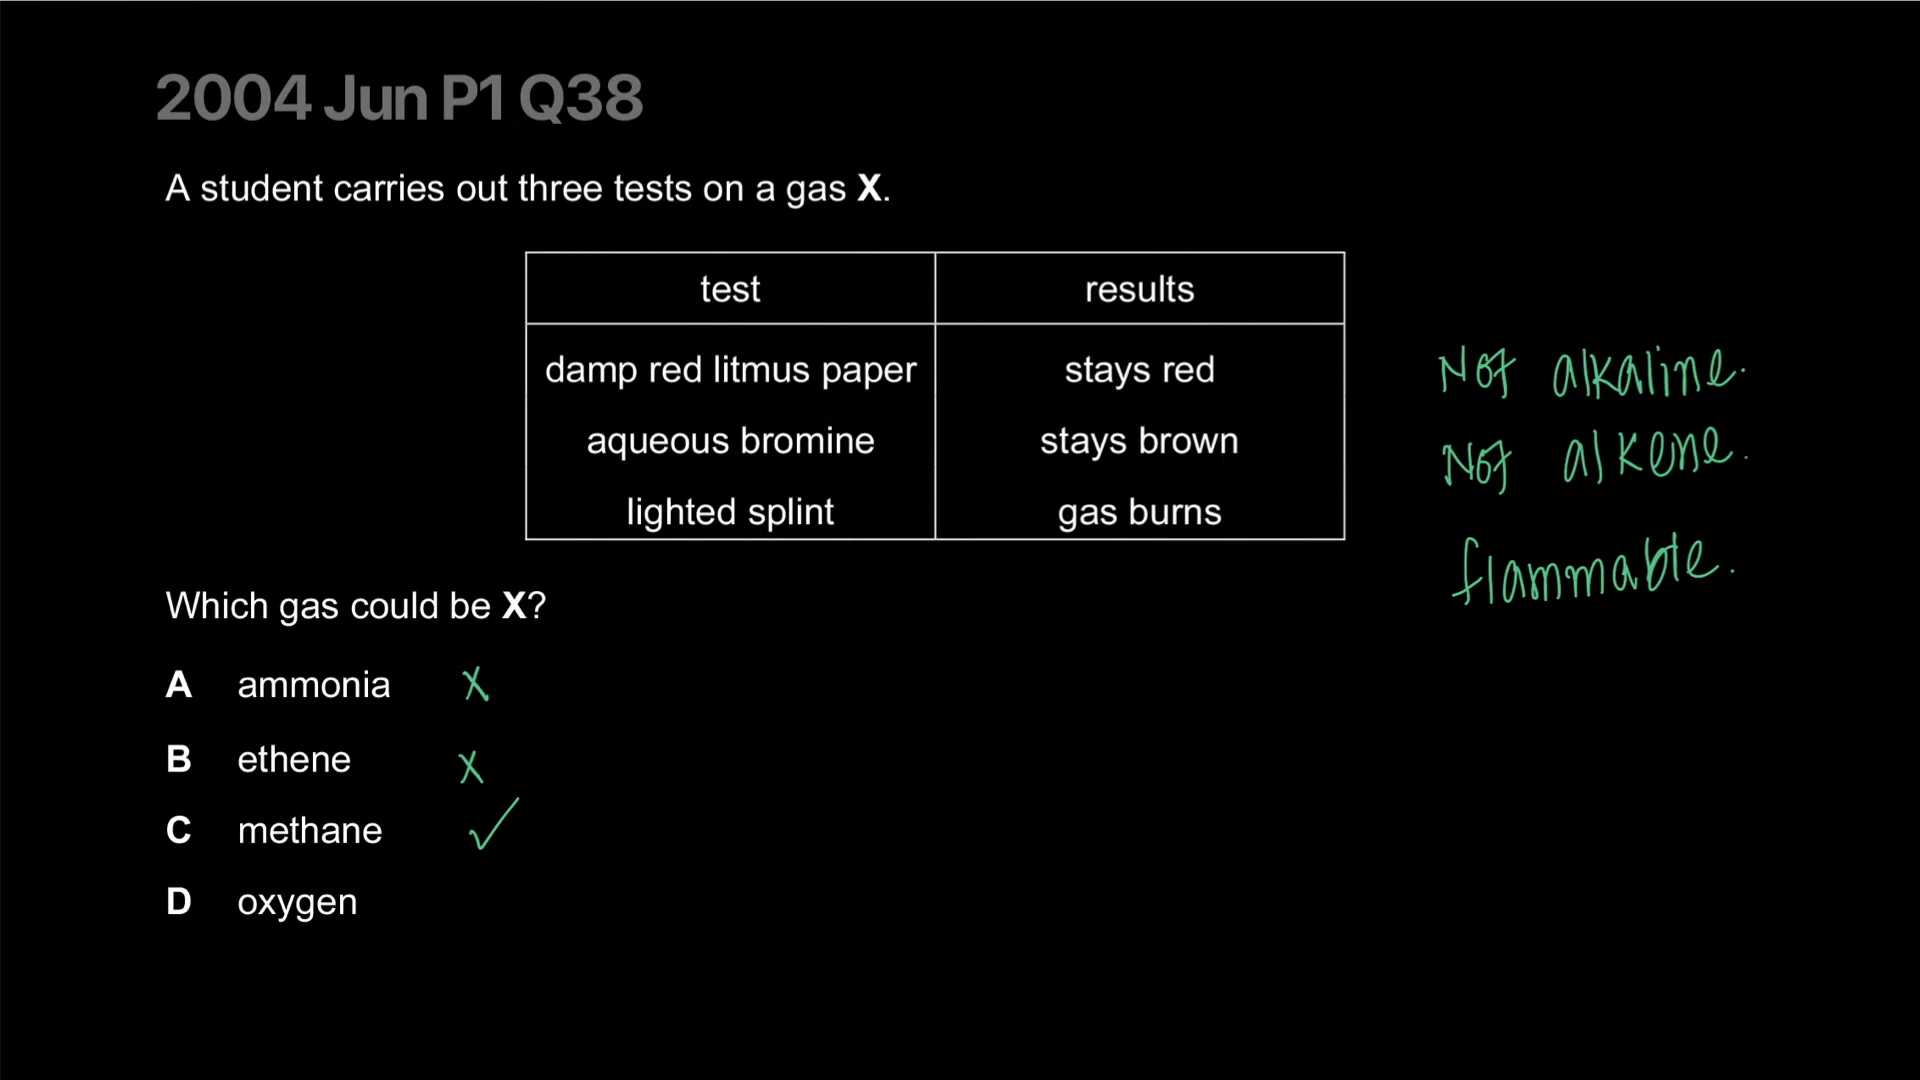 2004 Jun P1 Q38
A student carries out three tests on a gas X.
test results
damp red litmus paper stays red Not alkaline.
aqueous bromine stays brown Not alkene.
lighted splint gas burns flammable.
Which gas could be X?
A ammonia X
B ethene X
C methane ✓
D oxygen